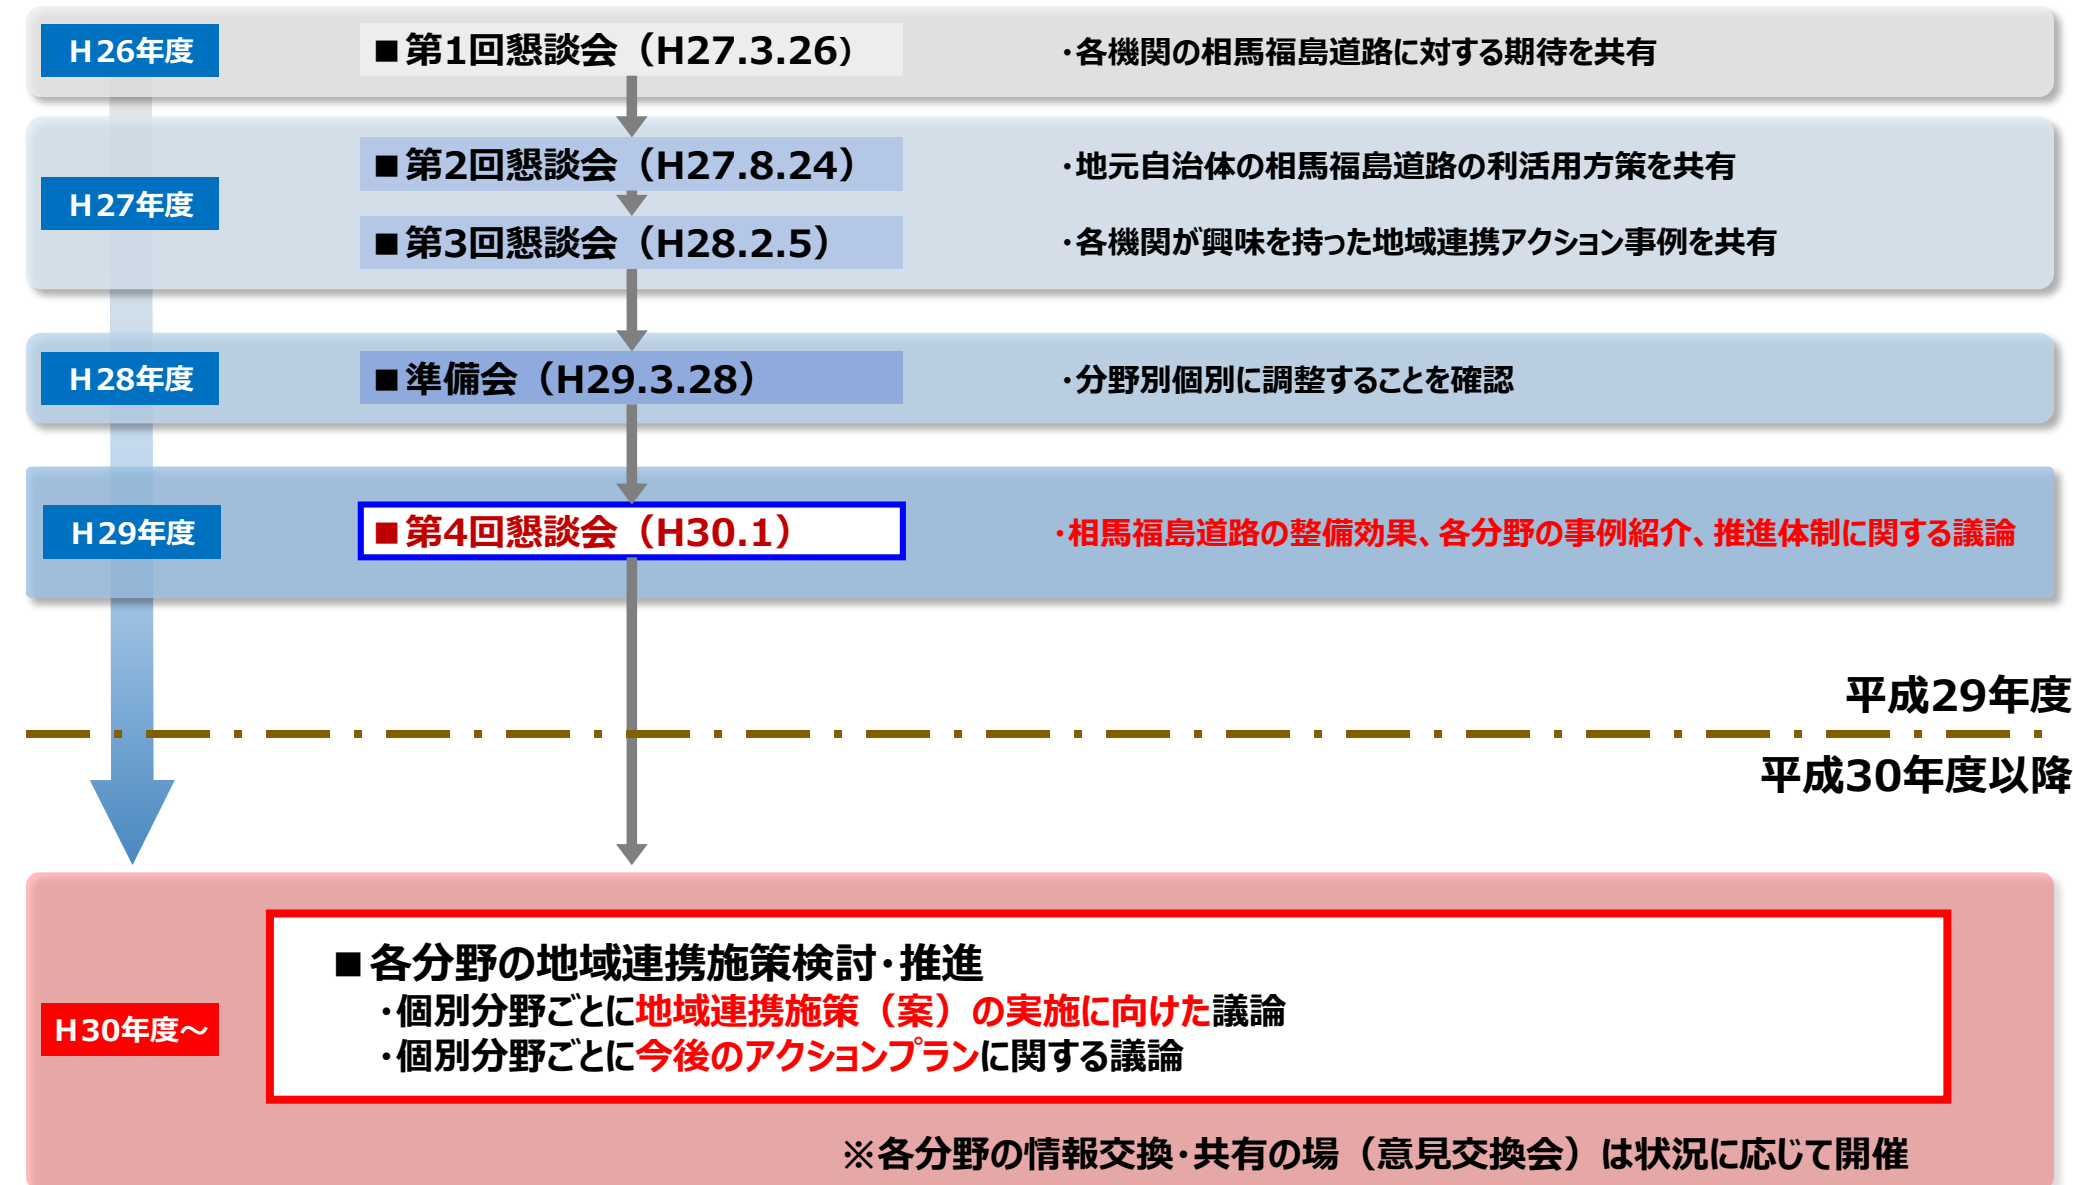 H26年度
■第1回懇談会（H27.3.26）
・各機関の相馬福島道路に対する期待を共有
H27年度
■第2回懇談会（H27.8.24）
・地元自治体の相馬福島道路の利活用方策を共有
■第3回懇談会（H28.2.5）
・各機関が興味を持った地域連携アクション事例を共有
H28年度
■準備会（H29.3.28）
・分野別個別に調整することを確認
H29年度
■第4回懇談会（H30.1）
・相馬福島道路の整備効果、各分野の事例紹介、推進体制に関する議論
平成29年度
平成30年度以降
H30年度～
■各分野の地域連携施策検討・推進
・個別分野ごとに地域連携施策（案）の実施に向けた議論
・個別分野ごとに今後のアクションプランに関する議論
※各分野の情報交換・共有の場（意見交換会）は状況に応じて開催